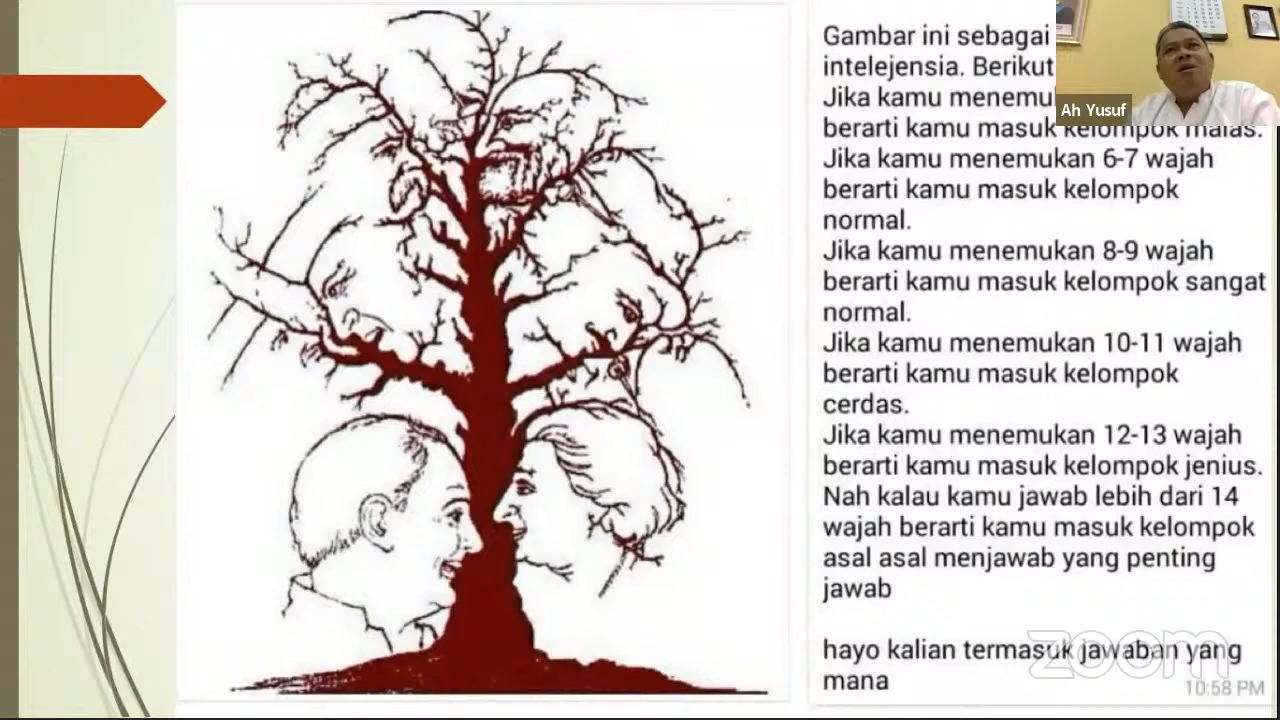 Gambar ini sebagai
intelejensia. Berikut
Jika kamu menemu
berarti kamu masuk kelompok malas.
Jika kamu menemukan 6-7 wajah
berarti kamu masuk kelompok
normal.
Jika kamu menemukan 8-9 wajah
berarti kamu masuk kelompok sangat
normal.
Jika kamu menemukan 10-11 wajah
berarti kamu masuk kelompok
cerdas.
Jika kamu menemukan 12-13 wajah
berarti kamu masuk kelompok jenius.
Nah kalau kamu jawab lebih dari 14
wajah berarti kamu masuk kelompok
asal asal menjawab yang penting
jawab
hayo kalian termasuk jawaban yang
mana
10:58 PM
Ah Yusuf
zoom